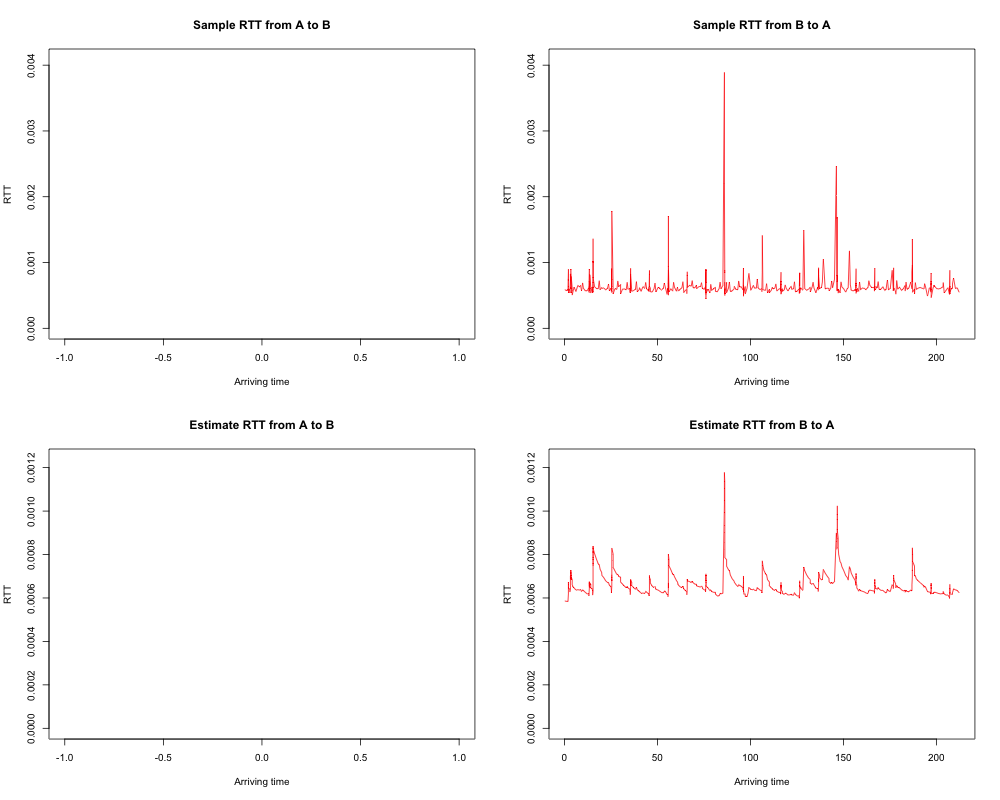 Sample RTT from A to B
RTT
0.004
0.003
0.002
0.001
0.000
-1.0 -0.5 0.0 0.5 1.0
Arriving time
Sample RTT from B to A
RTT
0.004
0.003
0.002
0.001
0.000
0 50 100 150 200
Arriving time
Estimate RTT from A to B
RTT
0.0012
0.0010
0.0008
0.0006
0.0004
0.0002
0.0000
-1.0 -0.5 0.0 0.5 1.0
Arriving time
Estimate RTT from B to A
RTT
0.0012
0.0010
0.0008
0.0006
0.0004
0.0002
0.0000
0 50 100 150 200
Arriving time